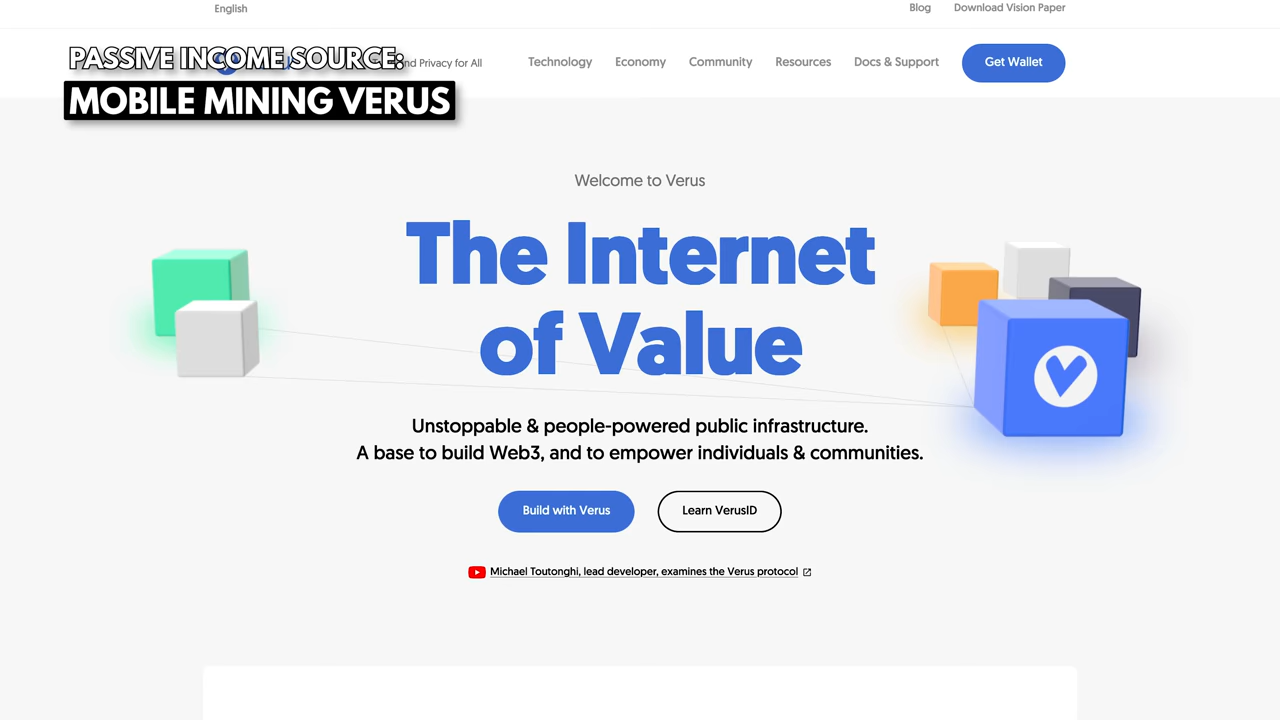 English
Blog
Download Vision Paper
PASSIVE INCOME SOURCE:
MOBILE MINING VERUS
and Privacy for All
Technology
Economy
Community
Resources
Docs & Support
Get Wallet
Welcome to Verus
The Internet
of Value
Unstoppable & people-powered public infrastructure.
A base to build Web3, and to empower individuals & communities.
Build with Verus
Learn VerusID
Michael Toutonghi, lead developer, examines the Verus protocol